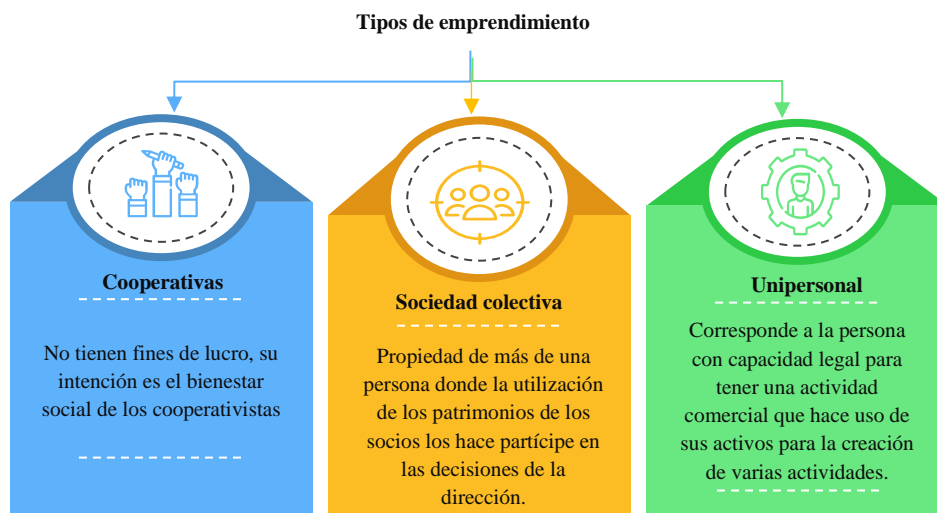 Tipos de emprendimiento
Cooperativas
No tienen fines de lucro, su
intención es el bienestar
social de los cooperativistas
Sociedad colectiva
Propiedad de más de una
persona donde la utilización
de los patrimonios de los
socios los hace partícipe en
las decisiones de la
dirección.
Unipersonal
Corresponde a la persona
con capacidad legal para
tener una actividad
comercial que hace uso de
sus activos para la creación
de varias actividades.